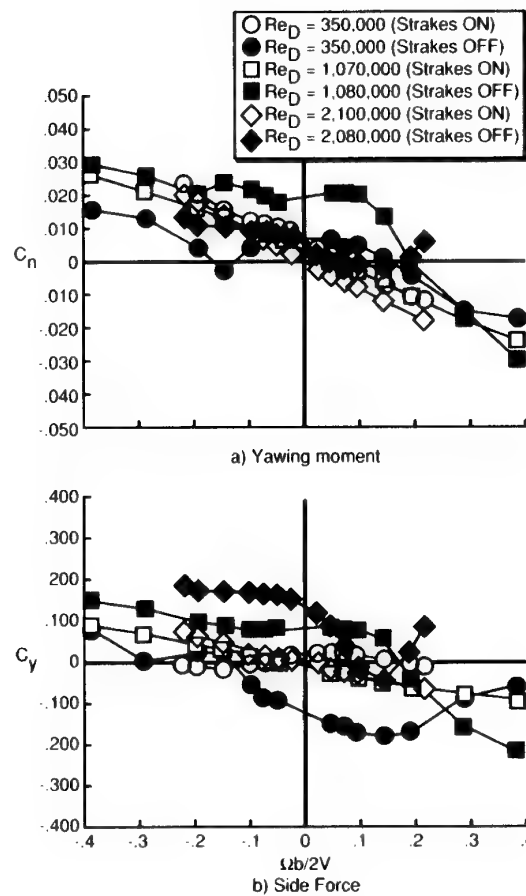 Re_D = 350,000 (Strakes ON)
Re_D = 350,000 (Strakes OFF)
Re_D = 1,070,000 (Strakes ON)
Re_D = 1,080,000 (Strakes OFF)
Re_D = 2,100,000 (Strakes ON)
Re_D = 2,080,000 (Strakes OFF)
.050
.040
.030
.020
.010
C_n
0
-.010
-.020
-.030
-.040
-.050
a) Yawing moment
.400
.300
.200
.100
C_y
0
-.100
-.200
-.300
-.400
-.4 -.3 -.2 -.1 0 .1 .2 .3 .4
Ωb/2V
b) Side Force